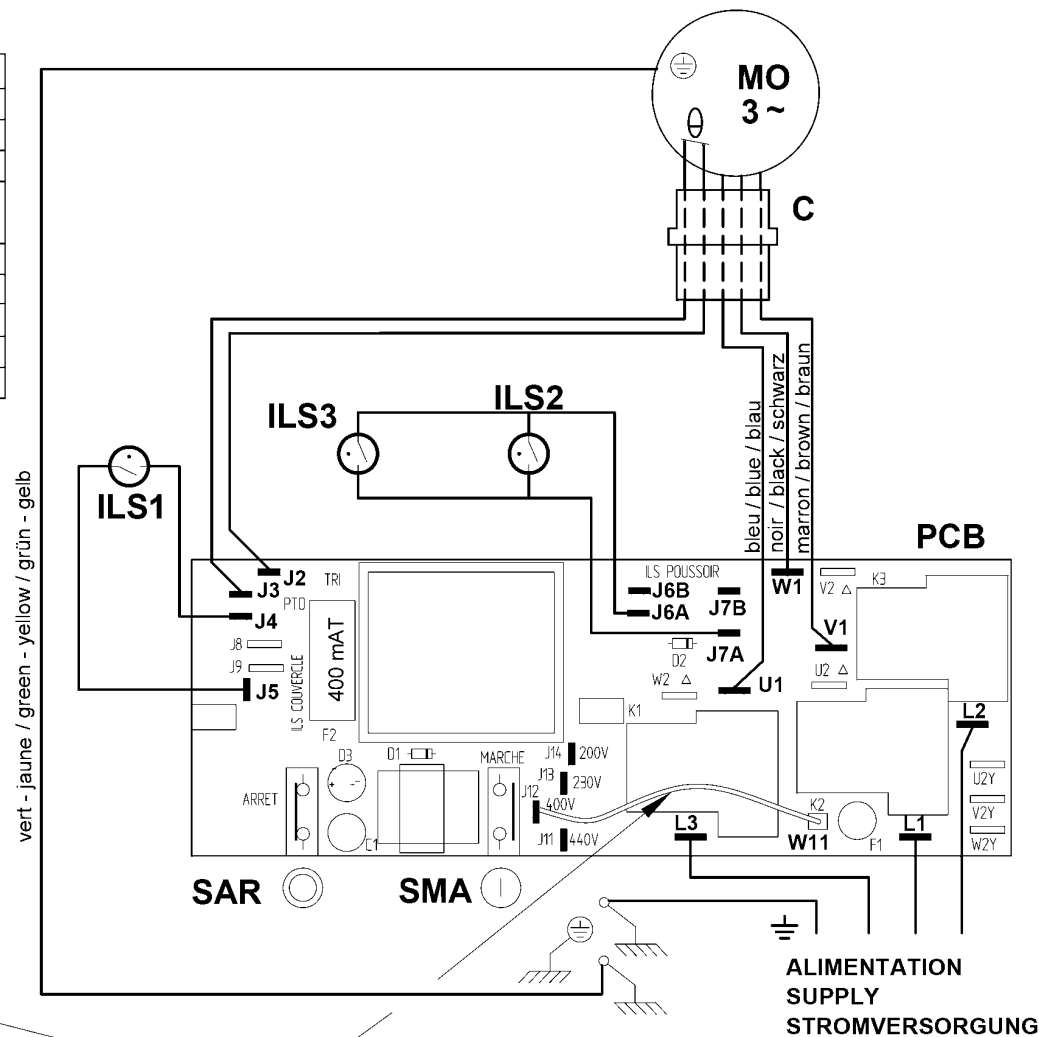 MO
3 ~
C
ILS3
ILS2
ILS1
vert - jaune / green - yellow / grün - gelb
bleu / blue / blau
noir / black / schwarz
marron / brown / braun
PCB
J2
TRI
J3
PTO
J4
J8
J9
J5
ILS COUVERCLE
400 mAT
F2
ILS POUSSOIR
J6B
J6A
J7B
J7A
D2
W2
U1
W1
V2
K3
V1
U2
L2
K1
D3
D1
MARCHE
ARRET
C1
J14 200V
J13 230V
J12 400V
J11 440V
L3
K2
W11
F1
L1
U2Y
V2Y
W2Y
SAR
SMA
ALIMENTATION
SUPPLY
STROMVERSORGUNG